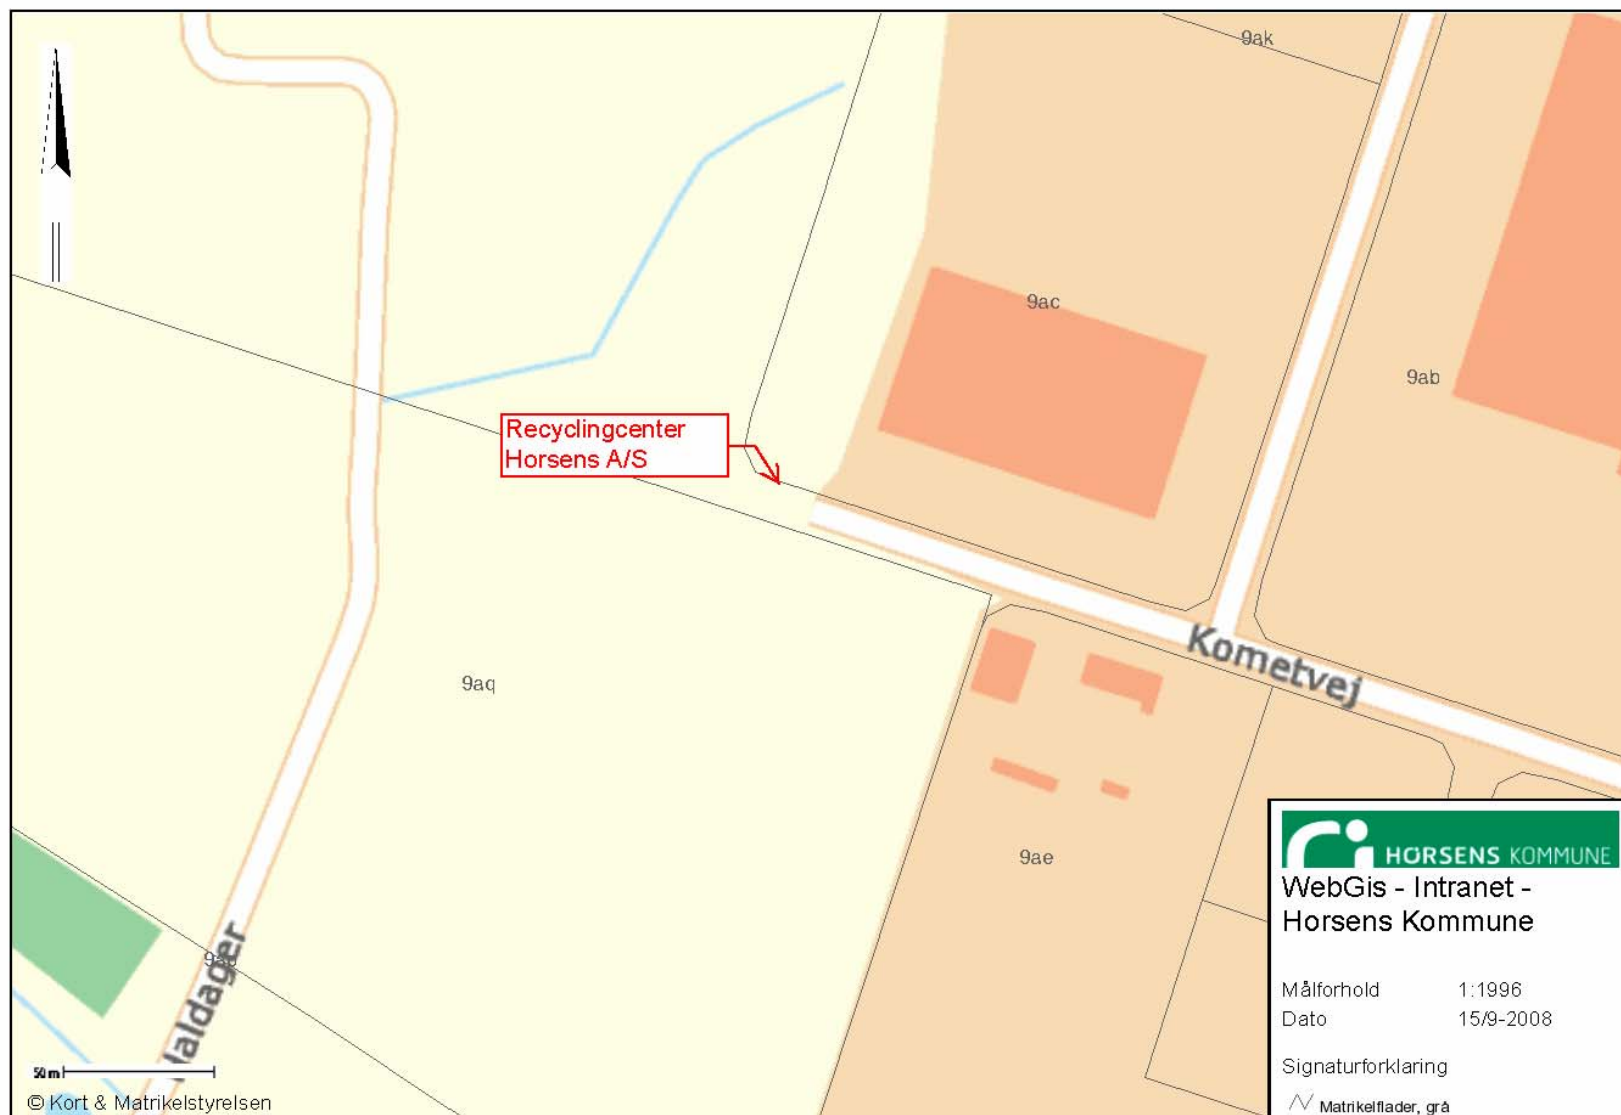 9ak
9ac
9ab
Recyclingcenter
Horsens A/S
Kometvej
9aq
9ae
HORSENS KOMMUNE
WebGis - Intranet -
Horsens Kommune
Målforhold 1:1996
Dato 15/9-2008
Signaturforklaring
Matrikelflader, grå
50 m
© Kort & Matrikelstyrelsen